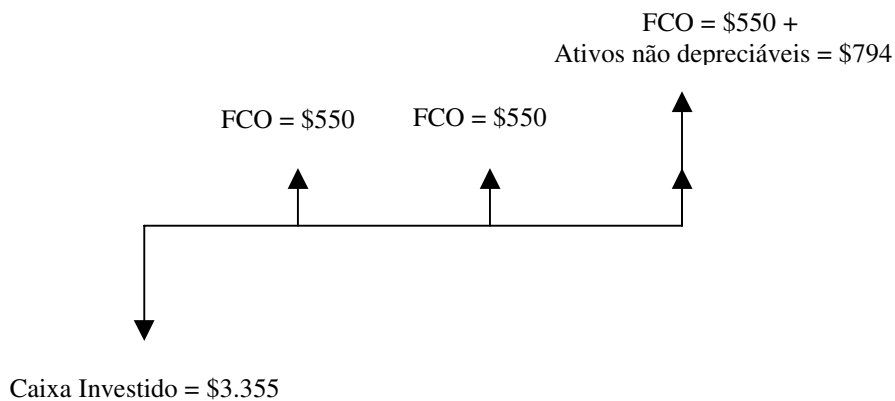 FCO = $550 +
Ativos não depreciáveis = $794
FCO = $550
FCO = $550
Caixa Investido = $3.355